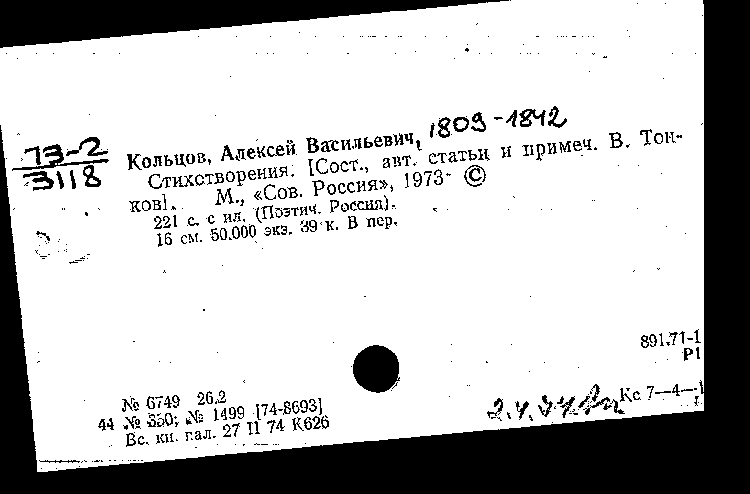 73-2
3118
Кольцов, Алексей Васильевич, 1809-1842
Стихотворения. [Сост., авт. статьи и примеч. В. Тон-
ков]. М., «Сов. Россия», 1973. ©
221 с. с ил. (Поэтич. Россия).
16 см. 50.000 экз. 39 к. В пер.
891.71-1
Р1
№ 6749 26.2
44 № 350; № 1499 [74-8693]
Вс. кн. пал. 27 II 74 К626
Кс 7—4—1